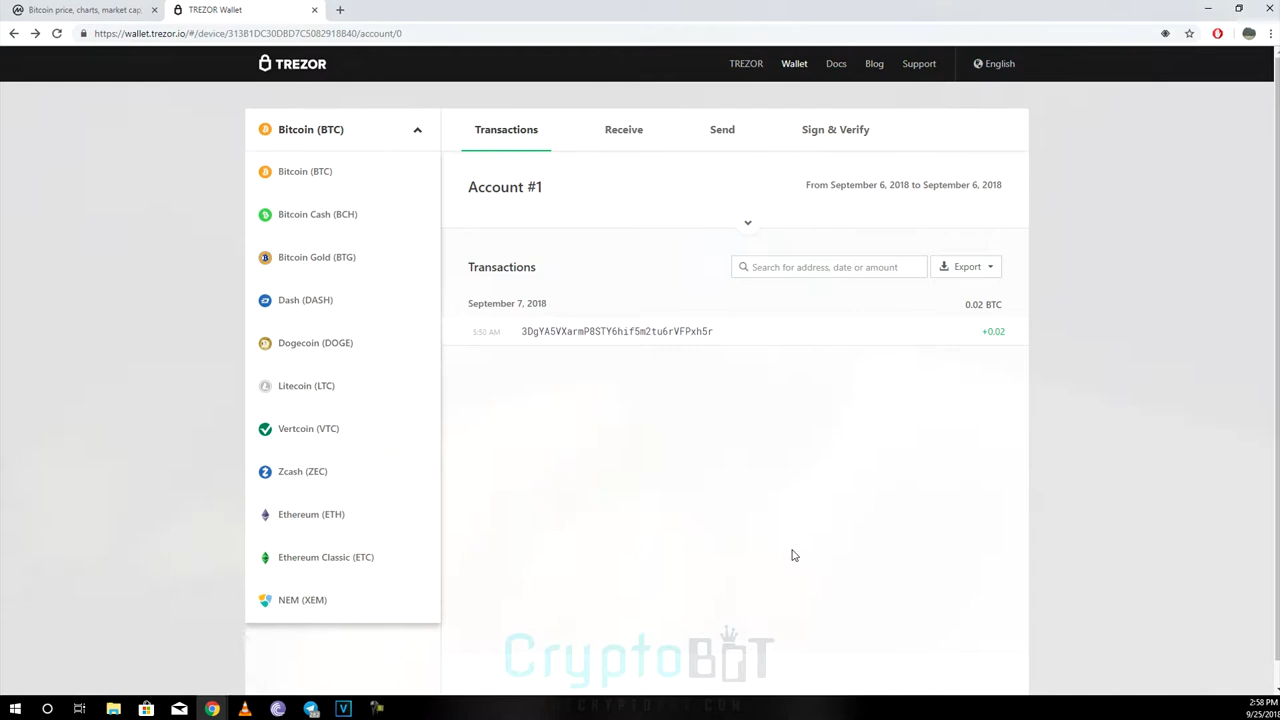 Bitcoin price, charts, market cap,
TREZOR Wallet
https://wallet.trezor.io/#/device/313B1DC30DBD7C5082918B40/account/0
TREZOR
TREZOR
Wallet
Docs
Blog
Support
English
Bitcoin (BTC)
Bitcoin (BTC)
Bitcoin Cash (BCH)
Bitcoin Gold (BTG)
Dash (DASH)
Dogecoin (DOGE)
Litecoin (LTC)
Vertcoin (VTC)
Zcash (ZEC)
Ethereum (ETH)
Ethereum Classic (ETC)
NEM (XEM)
Transactions
Receive
Send
Sign & Verify
Account #1
From September 6, 2018 to September 6, 2018
Transactions
Search for address, date or amount
Export
September 7, 2018
0.02 BTC
5:50 AM
3DgYA5VXarmP8STY6hif5m2tu6rVFPxh5r
+0.02
CryptoBOT
2:58 PM
9/25/2018